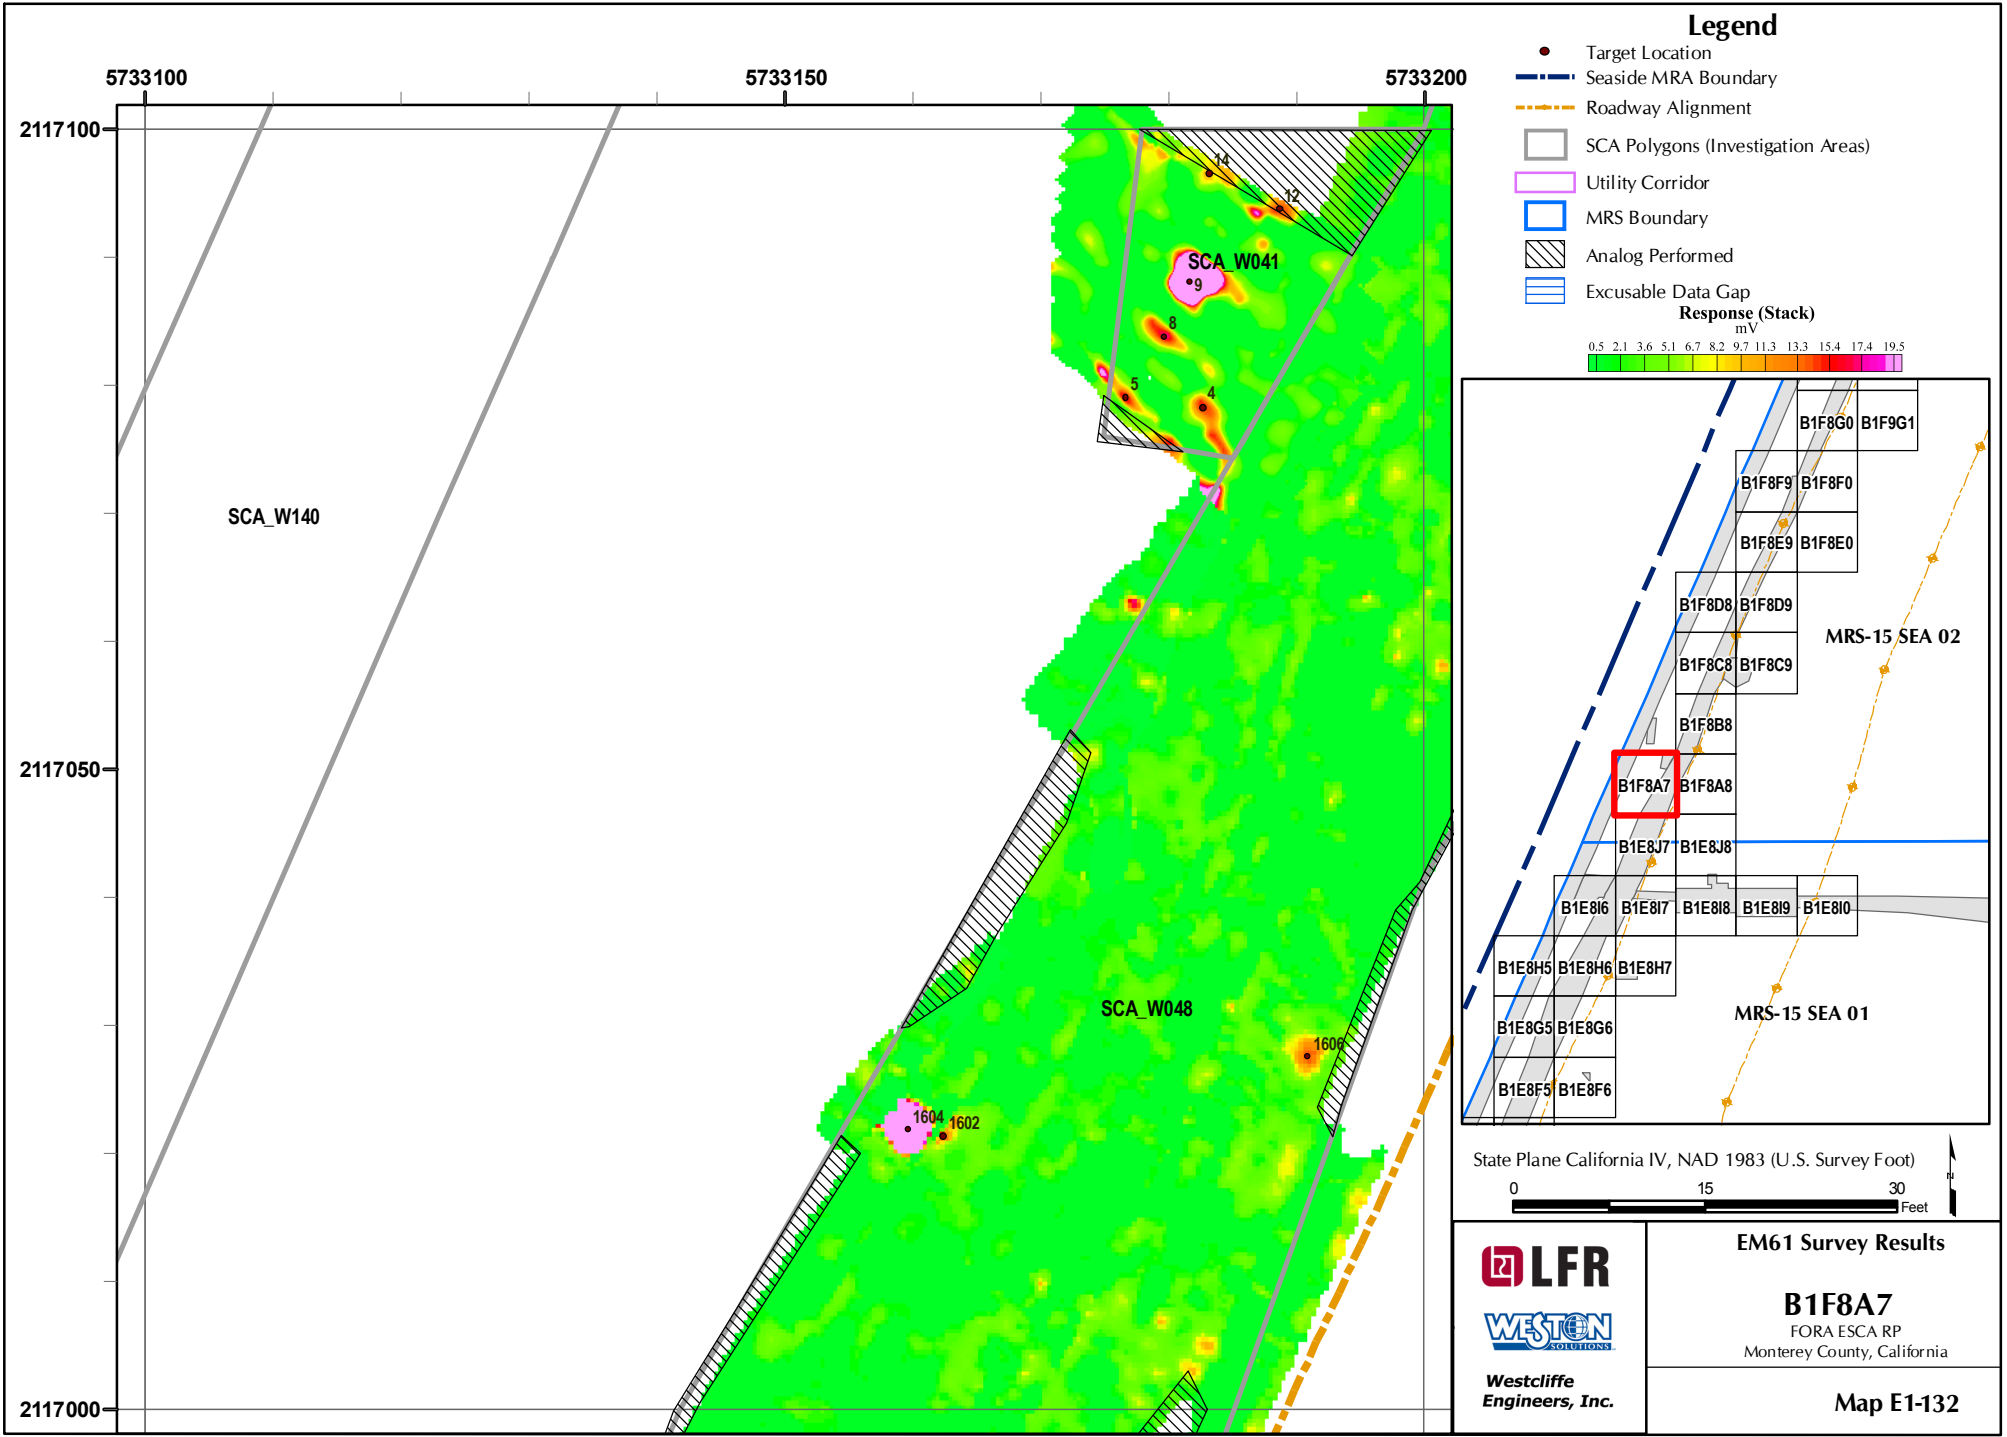 5733100
5733150
5733200
2117100
2117050
2117000
14
12
SCA_W041
9
8
5
4
SCA_W140
SCA_W048
1606
1604
1602
Legend
Target Location
Seaside MRA Boundary
Roadway Alignment
SCA Polygons (Investigation Areas)
Utility Corridor
MRS Boundary
Analog Performed
Excusable Data Gap
Response (Stack)
mV
0.5 2.1 3.6 5.1 6.7 8.2 9.7 11.3 13.3 15.4 17.4 19.5
B1F8G0 B1F9G1
B1F8F9 B1F8F0
B1F8E9 B1F8E0
B1F8D8 B1F8D9
MRS-15 SEA 02
B1F8C8 B1F8C9
B1F8B8
B1F8A7 B1F8A8
B1E8J7 B1E8J8
B1E8I6 B1E8I7 B1E8I8 B1E8I9 B1E8I0
B1E8H5 B1E8H6 B1E8H7
MRS-15 SEA 01
B1E8G5 B1E8G6
B1E8F5 B1E8F6
State Plane California IV, NAD 1983 (U.S. Survey Foot)
N
0 15 30
Feet
LFR
WESTON
SOLUTIONS
Westcliffe
Engineers, Inc.
EM61 Survey Results
B1F8A7
FORA ESCA RP
Monterey County, California
Map E1-132